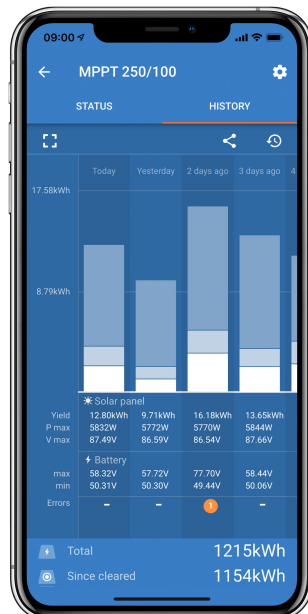 09:00
MPPT 250/100
STATUS HISTORY
Today Yesterday 2 days ago 3 days ago 4
17.58kWh
8.79kWh
Solar panel
Yield 12.80kWh 9.71kWh 16.18kWh 13.65kWh
P max 5832W 5772W 5770W 5844W
V max 87.49V 86.59V 86.54V 87.66V
Battery
max 58.32V 57.72V 77.70V 58.44V
min 50.31V 50.30V 49.44V 50.06V
Errors – – 1 –
Total 1215kWh
Since cleared 1154kWh